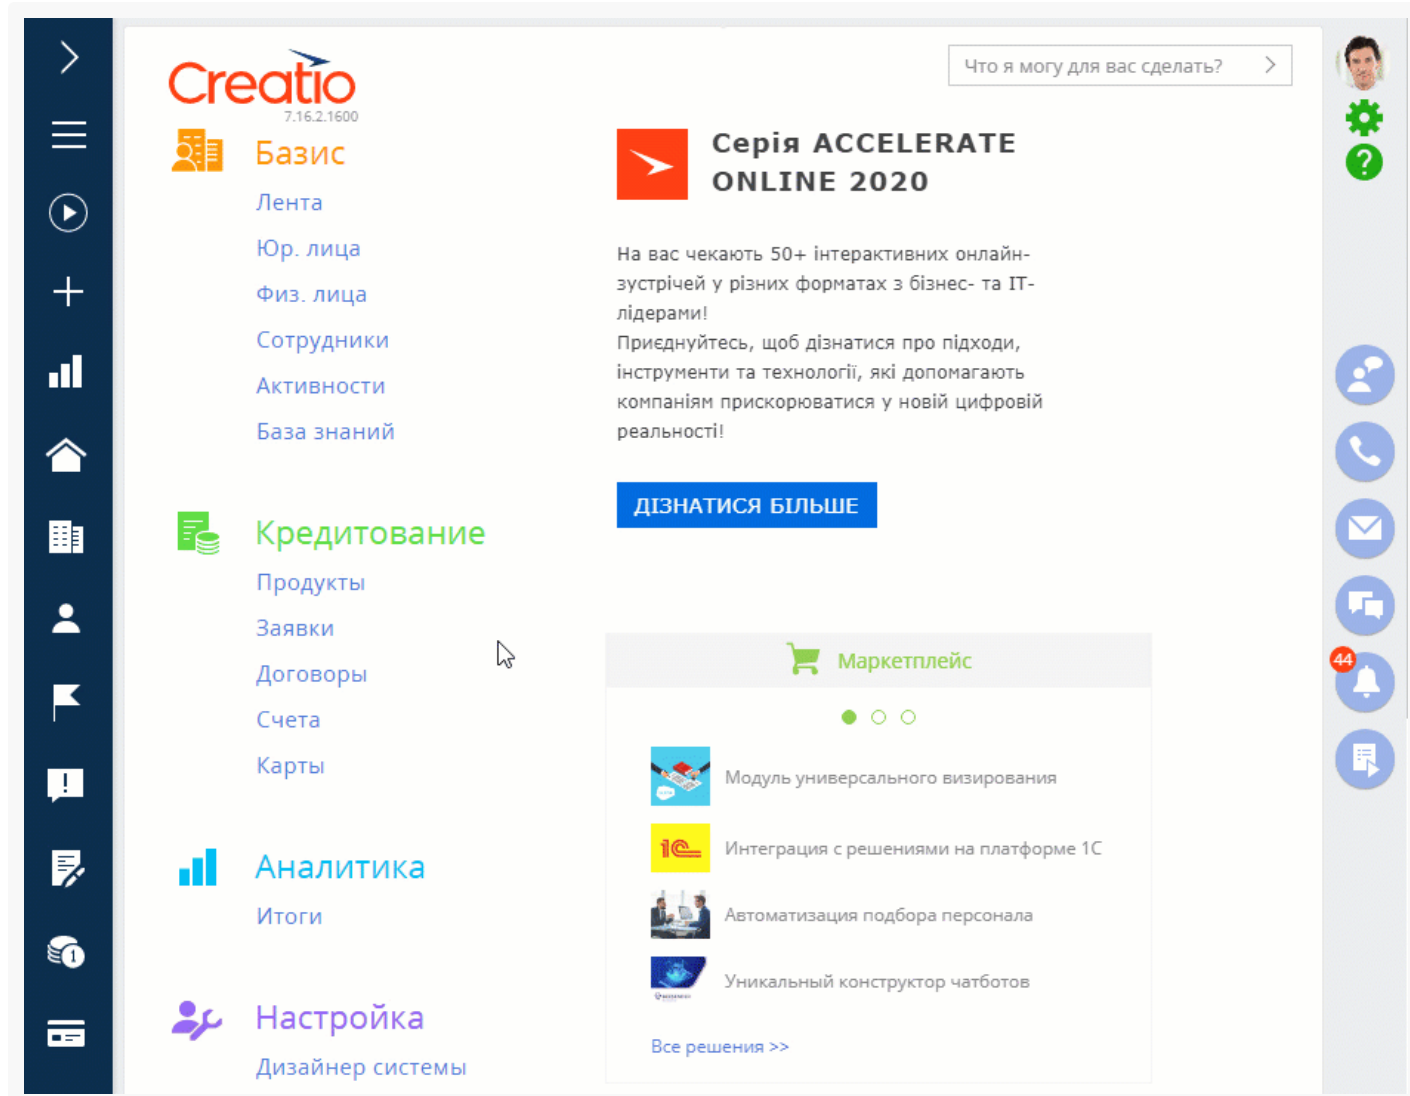 Creatio
7.16.2.1600
Что я могу для вас сделать?
Базис
Лента
Юр. лица
Физ. лица
Сотрудники
Активности
База знаний
Кредитование
Продукты
Заявки
Договоры
Счета
Карты
Аналитика
Итоги
Настройка
Дизайнер системы
Серія ACCELERATE
ONLINE 2020
На вас чекають 50+ інтерактивних онлайн-
зустрічей у різних форматах з бізнес- та IT-
лідерами!
Приєднуйтесь, щоб дізнатися про підходи,
інструменти та технології, які допомагають
компаніям прискорюватися у новій цифровій
реальності!
ДІЗНАТИСЯ БІЛЬШЕ
Маркетплейс
Модуль универсального визирования
1С
Интеграция с решениями на платформе 1С
Автоматизация подбора персонала
Уникальный конструктор чатботов
Все решения >>
?
44
!
1